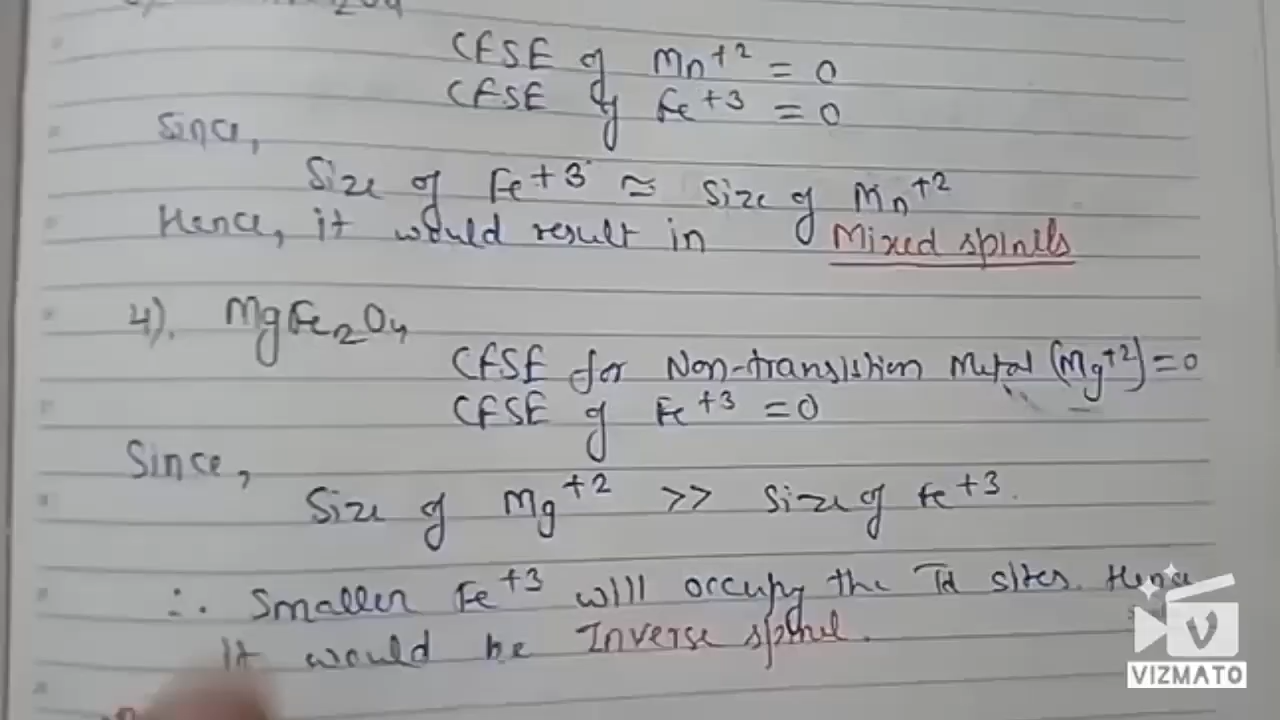 CFSE of Mn+2 = 0
CFSE of Fe+3 = 0
Since,
Size of Fe+3 ≅ Size of Mn+2
Hence, it would result in Mixed spinels
4). MgFe2O4
CFSE for Non-transistion Metal (Mg+2) = 0
CFSE of Fe+3 = 0
Since,
Size of Mg+2 >> Size of Fe+3.
∴ Smaller Fe+3 will occupy the Td sites. Hence
it would be Inverse spinel.
V
VIZMATO